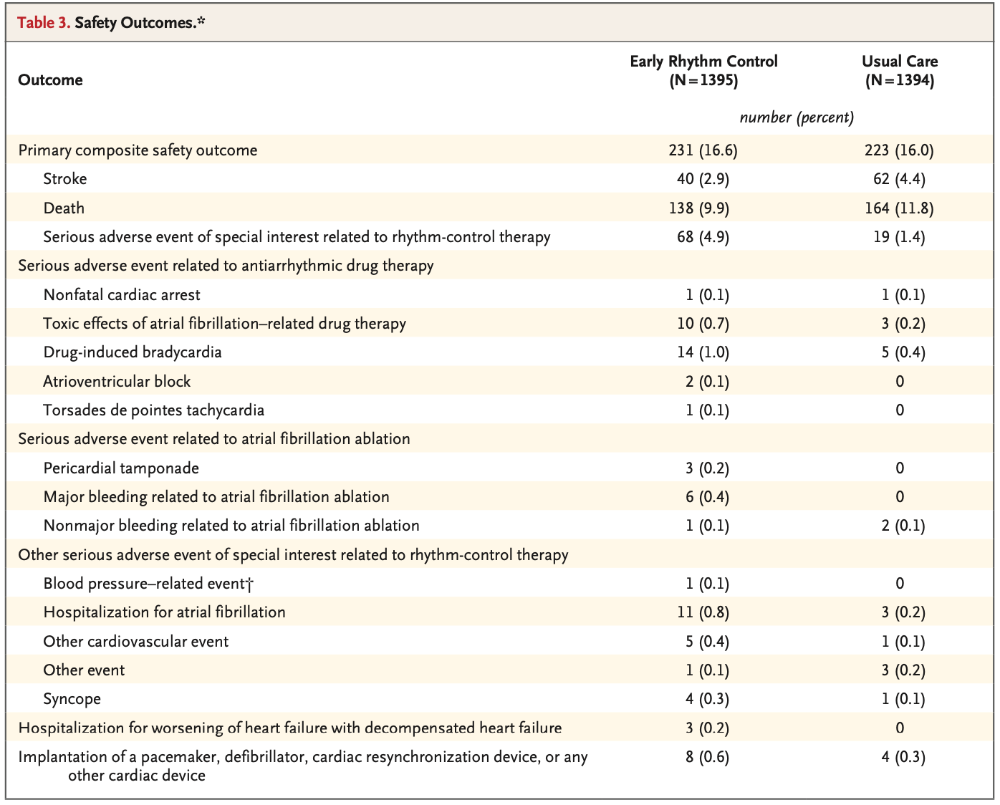 Table 3. Safety Outcomes.*
Outcome Early Rhythm Control (N=1395) Usual Care (N=1394)
number (percent)
Primary composite safety outcome 231 (16.6) 223 (16.0)
Stroke 40 (2.9) 62 (4.4)
Death 138 (9.9) 164 (11.8)
Serious adverse event of special interest related to rhythm-control therapy 68 (4.9) 19 (1.4)
Serious adverse event related to antiarrhythmic drug therapy
Nonfatal cardiac arrest 1 (0.1) 1 (0.1)
Toxic effects of atrial fibrillation–related drug therapy 10 (0.7) 3 (0.2)
Drug-induced bradycardia 14 (1.0) 5 (0.4)
Atrioventricular block 2 (0.1) 0
Torsades de pointes tachycardia 1 (0.1) 0
Serious adverse event related to atrial fibrillation ablation
Pericardial tamponade 3 (0.2) 0
Major bleeding related to atrial fibrillation ablation 6 (0.4) 0
Nonmajor bleeding related to atrial fibrillation ablation 1 (0.1) 2 (0.1)
Other serious adverse event of special interest related to rhythm-control therapy
Blood pressure–related event† 1 (0.1) 0
Hospitalization for atrial fibrillation 11 (0.8) 3 (0.2)
Other cardiovascular event 5 (0.4) 1 (0.1)
Other event 1 (0.1) 3 (0.2)
Syncope 4 (0.3) 1 (0.1)
Hospitalization for worsening of heart failure with decompensated heart failure 3 (0.2) 0
Implantation of a pacemaker, defibrillator, cardiac resynchronization device, or any 8 (0.6) 4 (0.3)
other cardiac device